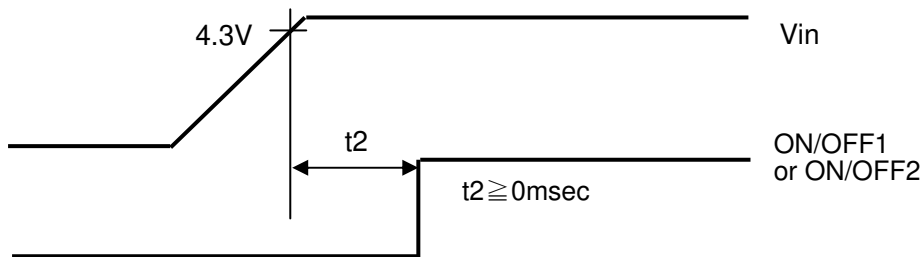 4.3V
Vin
t2
ON/OFF1
or ON/OFF2
t2≧0msec